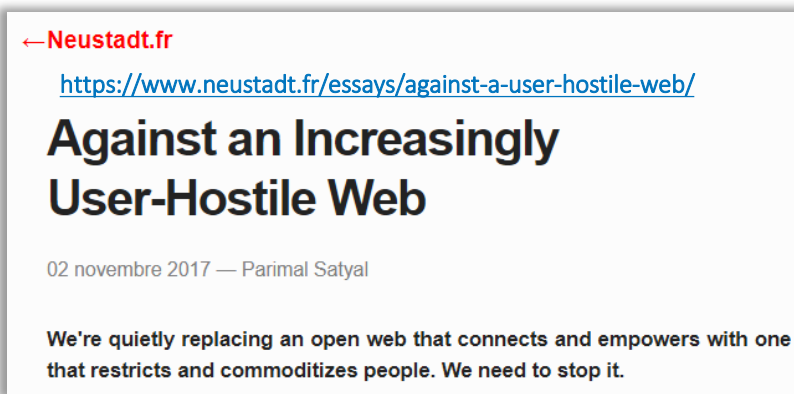 ←Neustadt.fr
https://www.neustadt.fr/essays/against-a-user-hostile-web/
Against an Increasingly
User-Hostile Web
02 novembre 2017 — Parimal Satyal
We're quietly replacing an open web that connects and empowers with one
that restricts and commoditizes people. We need to stop it.